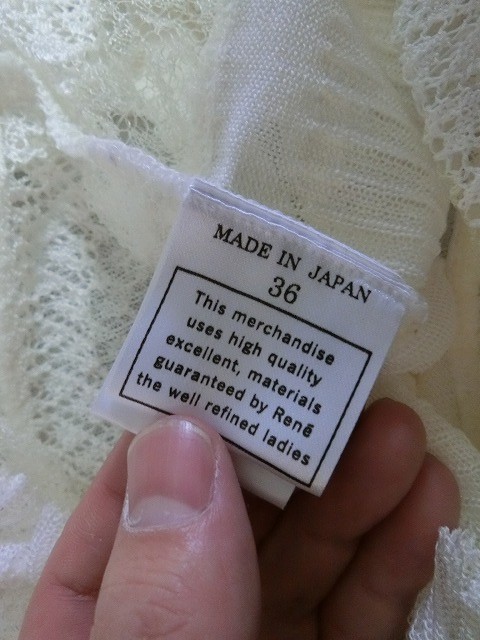 MADE IN JAPAN
36
This merchandise
uses high quality
excellent, materials
guaranteed by René
the well refined ladies